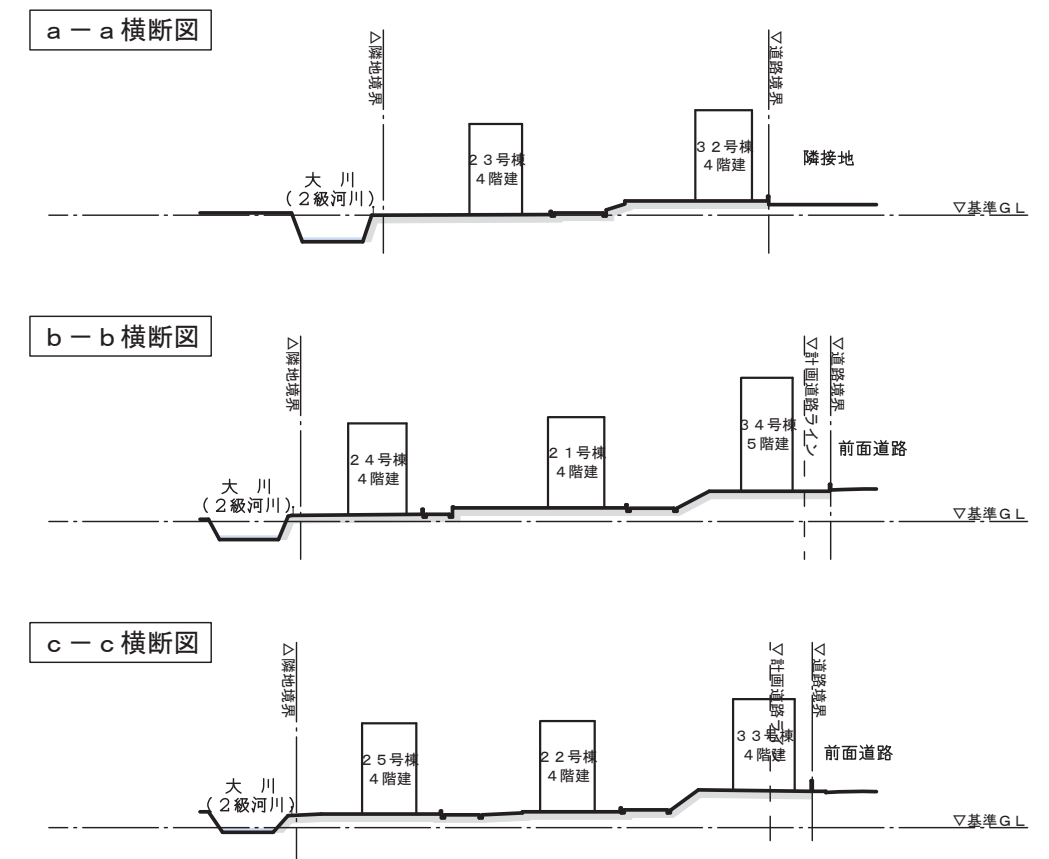 ａ－ａ横断図
△隣地境界
▽道路境界
２３号棟
４階建
３２号棟
４階建
隣接地
大　川
（２級河川）
▽基準ＧＬ
ｂ－ｂ横断図
△隣地境界
▽計画道路ライン
▽道路境界
２４号棟
４階建
２１号棟
４階建
３４号棟
５階建
前面道路
大　川
（２級河川）
▽基準ＧＬ
ｃ－ｃ横断図
△隣地境界
▽計画道路ライン
▽道路境界
２５号棟
４階建
２２号棟
４階建
３３号棟
４階建
前面道路
大　川
（２級河川）
▽基準ＧＬ